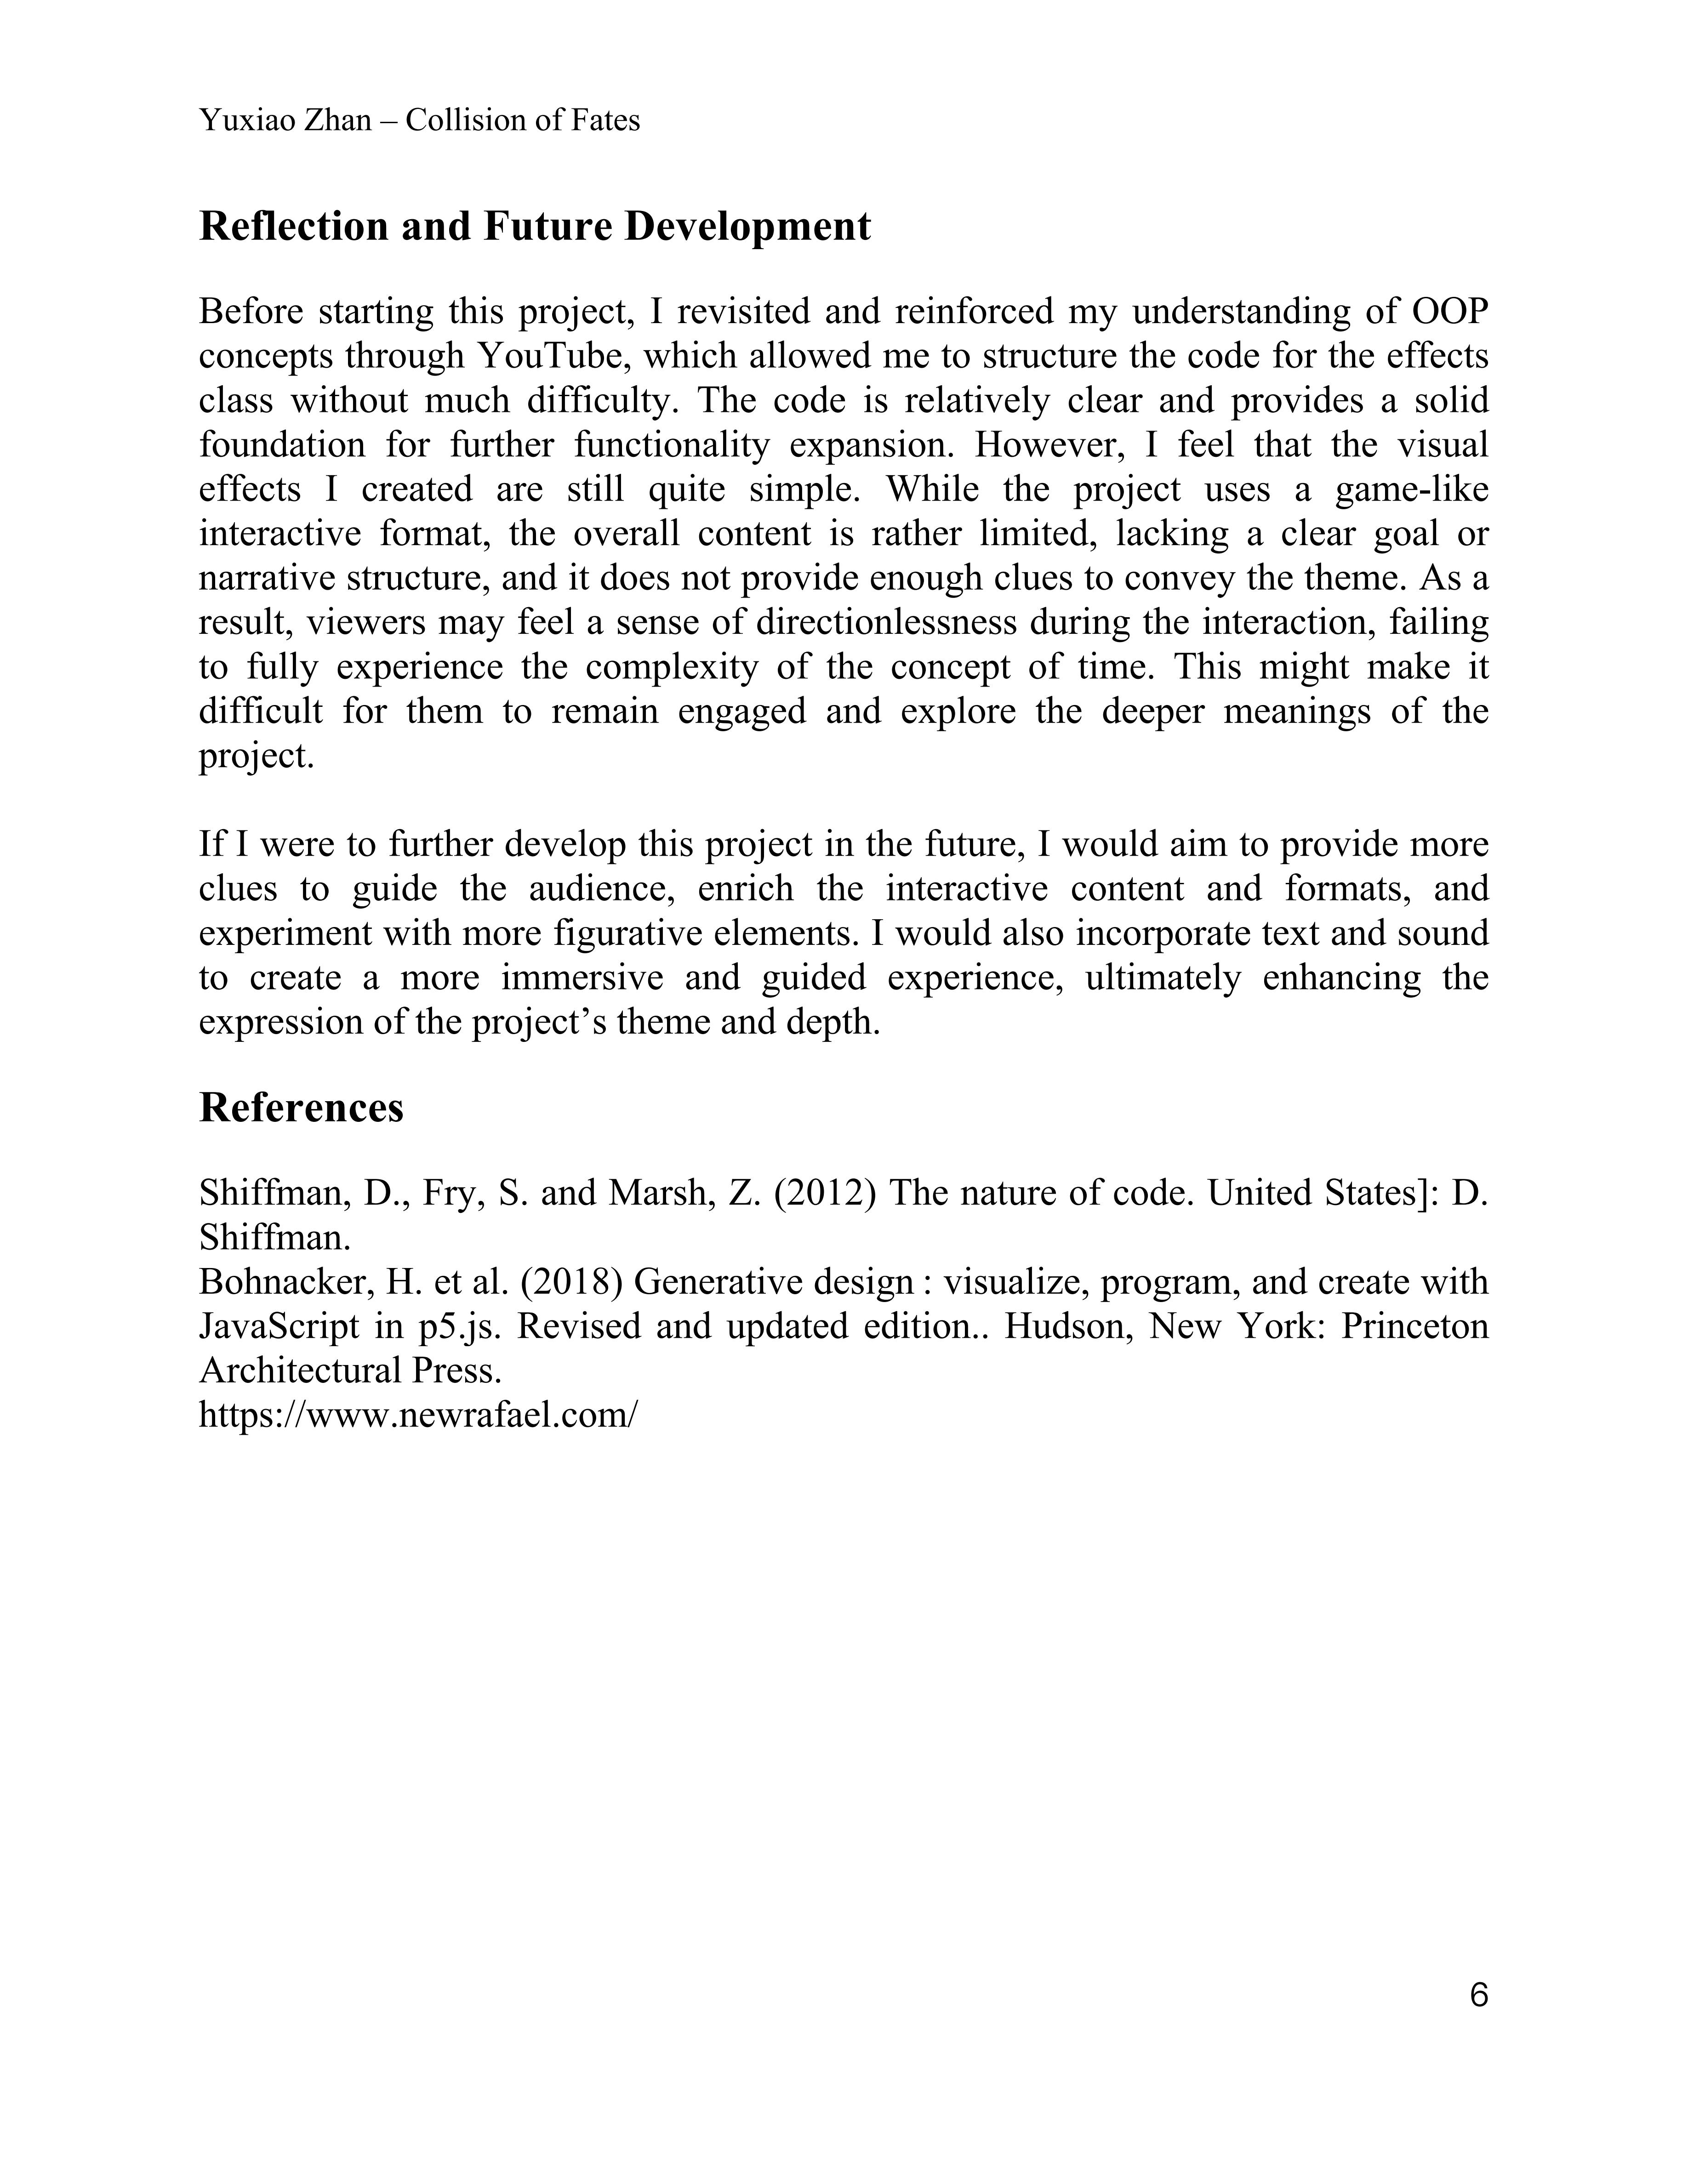 Yuxiao Zhan – Collision of Fates
Reflection and Future Development
Before starting this project, I revisited and reinforced my understanding of OOP
concepts through YouTube, which allowed me to structure the code for the effects
class without much difficulty. The code is relatively clear and provides a solid
foundation for further functionality expansion. However, I feel that the visual
effects I created are still quite simple. While the project uses a game-like
interactive format, the overall content is rather limited, lacking a clear goal or
narrative structure, and it does not provide enough clues to convey the theme. As a
result, viewers may feel a sense of directionlessness during the interaction, failing
to fully experience the complexity of the concept of time. This might make it
difficult for them to remain engaged and explore the deeper meanings of the
project.
If I were to further develop this project in the future, I would aim to provide more
clues to guide the audience, enrich the interactive content and formats, and
experiment with more figurative elements. I would also incorporate text and sound
to create a more immersive and guided experience, ultimately enhancing the
expression of the project’s theme and depth.
References
Shiffman, D., Fry, S. and Marsh, Z. (2012) The nature of code. United States]: D.
Shiffman.
Bohnacker, H. et al. (2018) Generative design : visualize, program, and create with
JavaScript in p5.js. Revised and updated edition.. Hudson, New York: Princeton
Architectural Press.
https://www.newrafael.com/
6